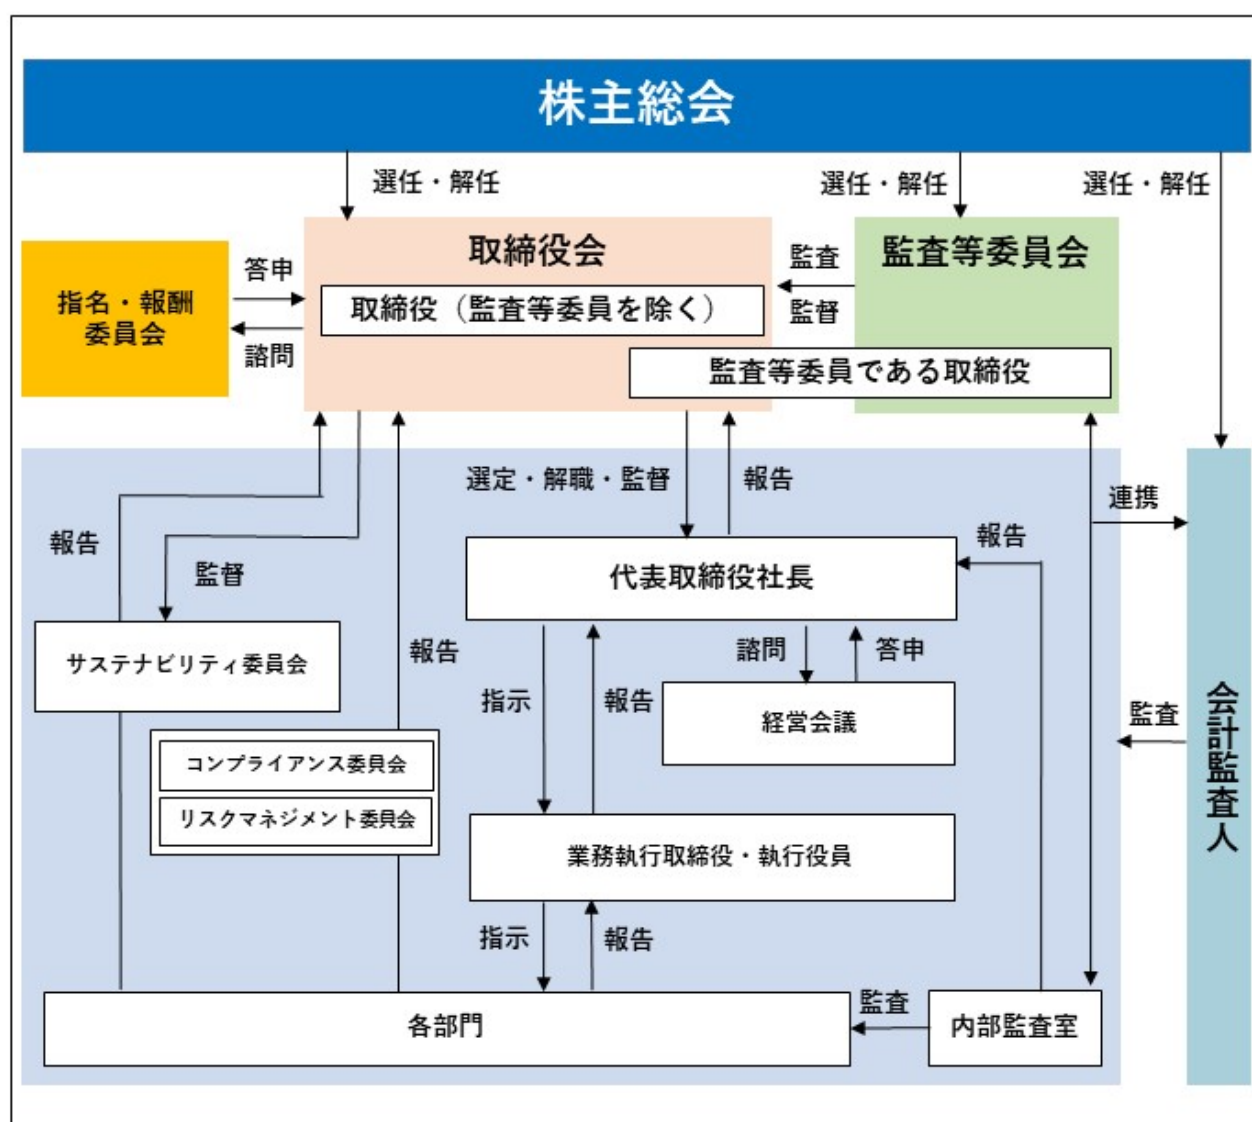 株主総会
選任・解任
選任・解任
選任・解任
取締役会
監査等委員会
指名・報酬
委員会
答申
諮問
取締役（監査等委員を除く）
監査
監督
監査等委員である取締役
選定・解職・監督
報告
連携
報告
報告
監督
代表取締役社長
サステナビリティ委員会
報告
諮問
答申
指示
報告
経営会議
監査
会計監査人
コンプライアンス委員会
リスクマネジメント委員会
業務執行取締役・執行役員
指示
報告
各部門
監査
内部監査室